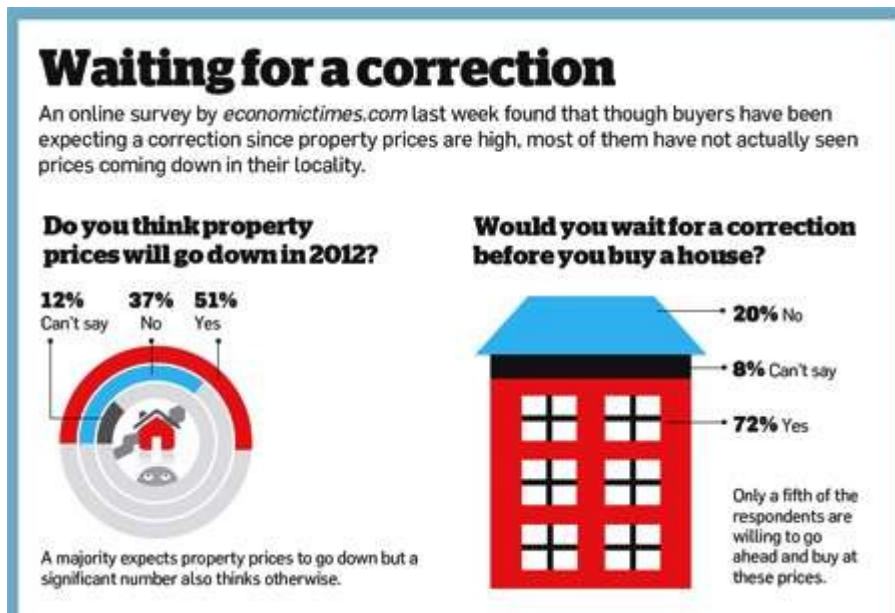 Waiting for a correction
An online survey by economictimes.com last week found that though buyers have been
expecting a correction since property prices are high, most of them have not actually seen
prices coming down in their locality.
Do you think property
prices will go down in 2012?
12% 37% 51%
Can't say No Yes
A majority expects property prices to go down but a
significant number also thinks otherwise.
Would you wait for a correction
before you buy a house?
20% No
8% Can't say
72% Yes
Only a fifth of the
respondents are
willing to go
ahead and buy at
these prices.